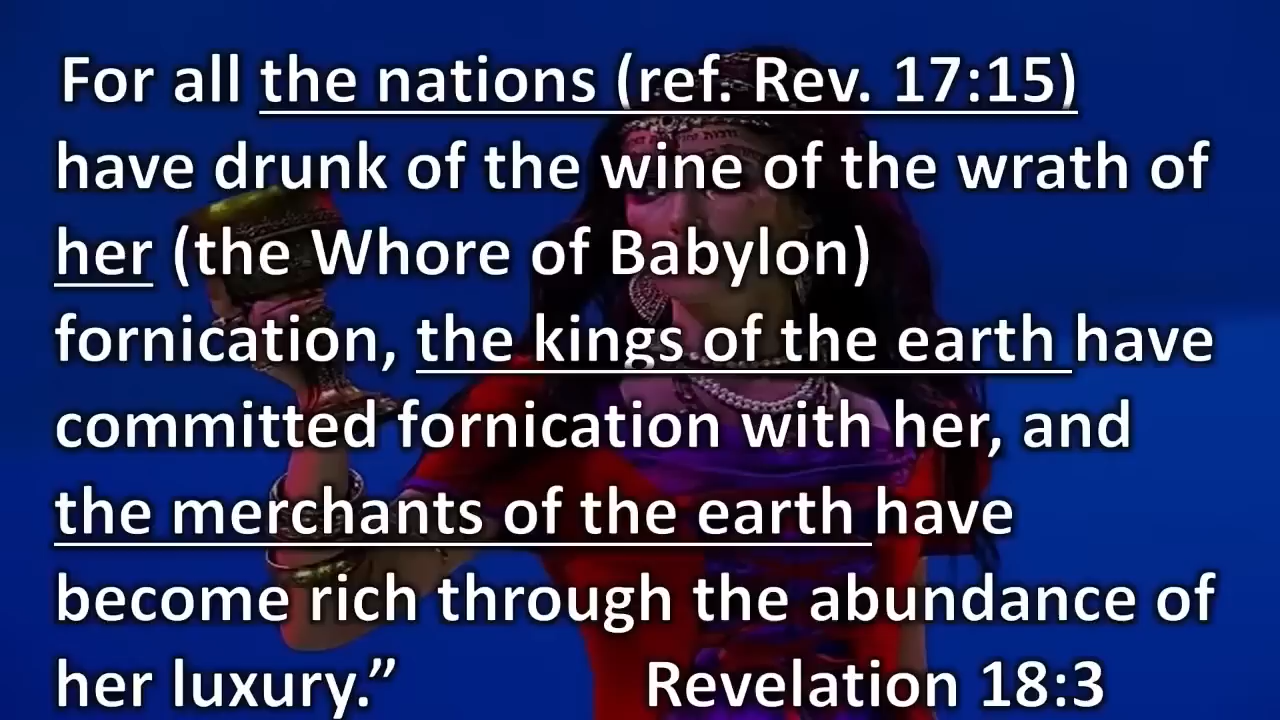 For all the nations (ref. Rev. 17:15)
have drunk of the wine of the wrath of
her (the Whore of Babylon)
fornication, the kings of the earth have
committed fornication with her, and
the merchants of the earth have
become rich through the abundance of
her luxury.” Revelation 18:3